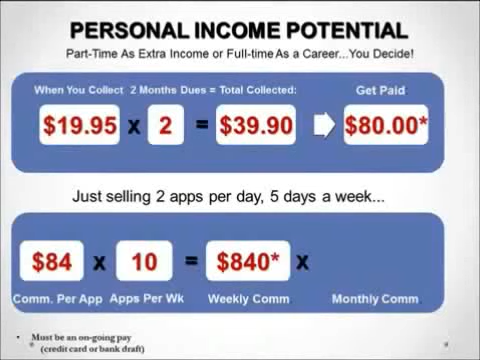 PERSONAL INCOME POTENTIAL
Part-Time As Extra Income or Full-time As a Career...You Decide!
When You Collect 2 Months Dues = Total Collected: Get Paid
$19.95 x 2 = $39.90 $80.00*
Just selling 2 apps per day, 5 days a week...
$84 x 10 = $840* x
Comm. Per App Apps Per Wk Weekly Comm Monthly Comm
• Must be an on-going pay
(credit card or bank draft)